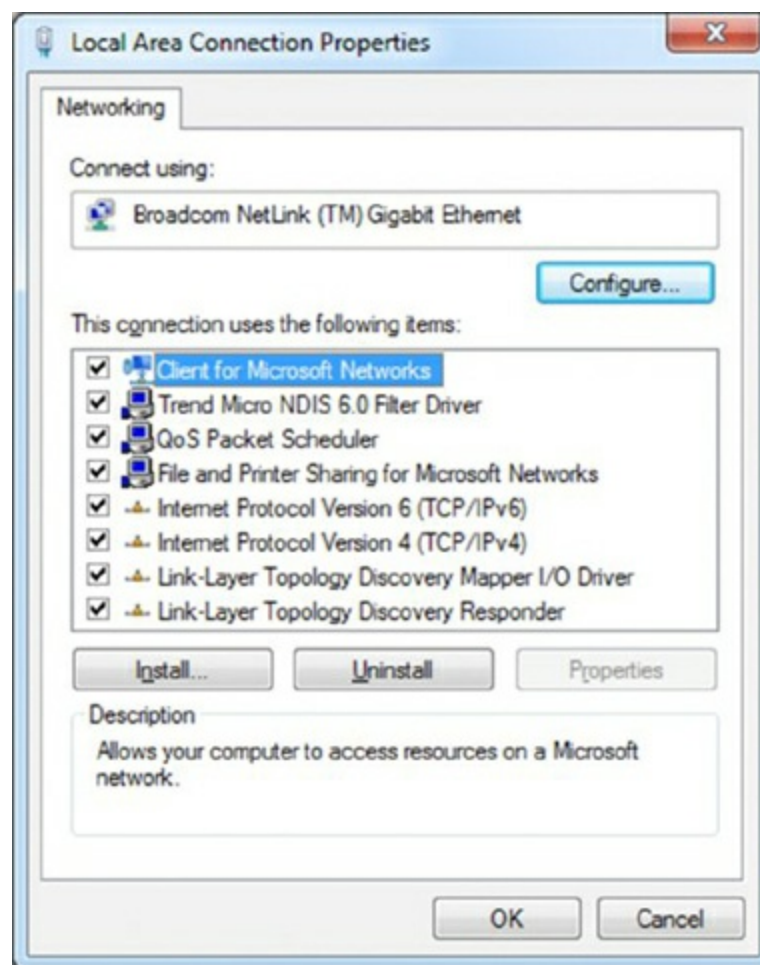 Local Area Connection Properties
Networking
Connect using:
Broadcom NetLink (TM) Gigabit Ethernet
Configure...
This connection uses the following items:
Client for Microsoft Networks
Trend Micro NDIS 6.0 Filter Driver
QoS Packet Scheduler
File and Printer Sharing for Microsoft Networks
Internet Protocol Version 6 (TCP/IPv6)
Internet Protocol Version 4 (TCP/IPv4)
Link-Layer Topology Discovery Mapper I/O Driver
Link-Layer Topology Discovery Responder
Install... Uninstall Properties
Description
Allows your computer to access resources on a Microsoft
network.
OK Cancel